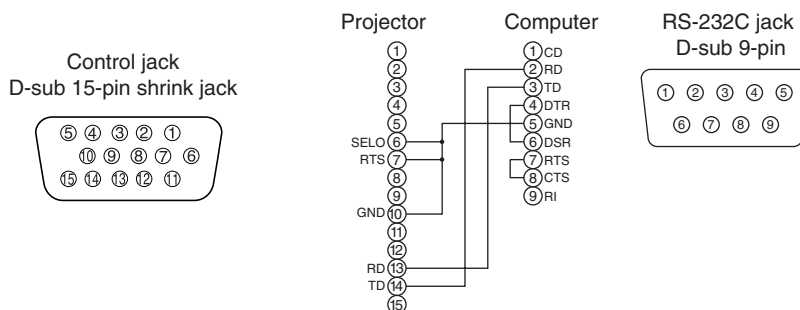 Control jack
D-sub 15-pin shrink jack
5 4 3 2 1
10 9 8 7 6
15 14 13 12 11
Projector
1
2
3
4
5
SELO 6
RTS 7
8
9
GND 10
11
12
RD 13
TD 14
15
Computer
1 CD
2 RD
3 TD
4 DTR
5 GND
6 DSR
7 RTS
8 CTS
9 RI
RS-232C jack
D-sub 9-pin
1 2 3 4 5
6 7 8 9